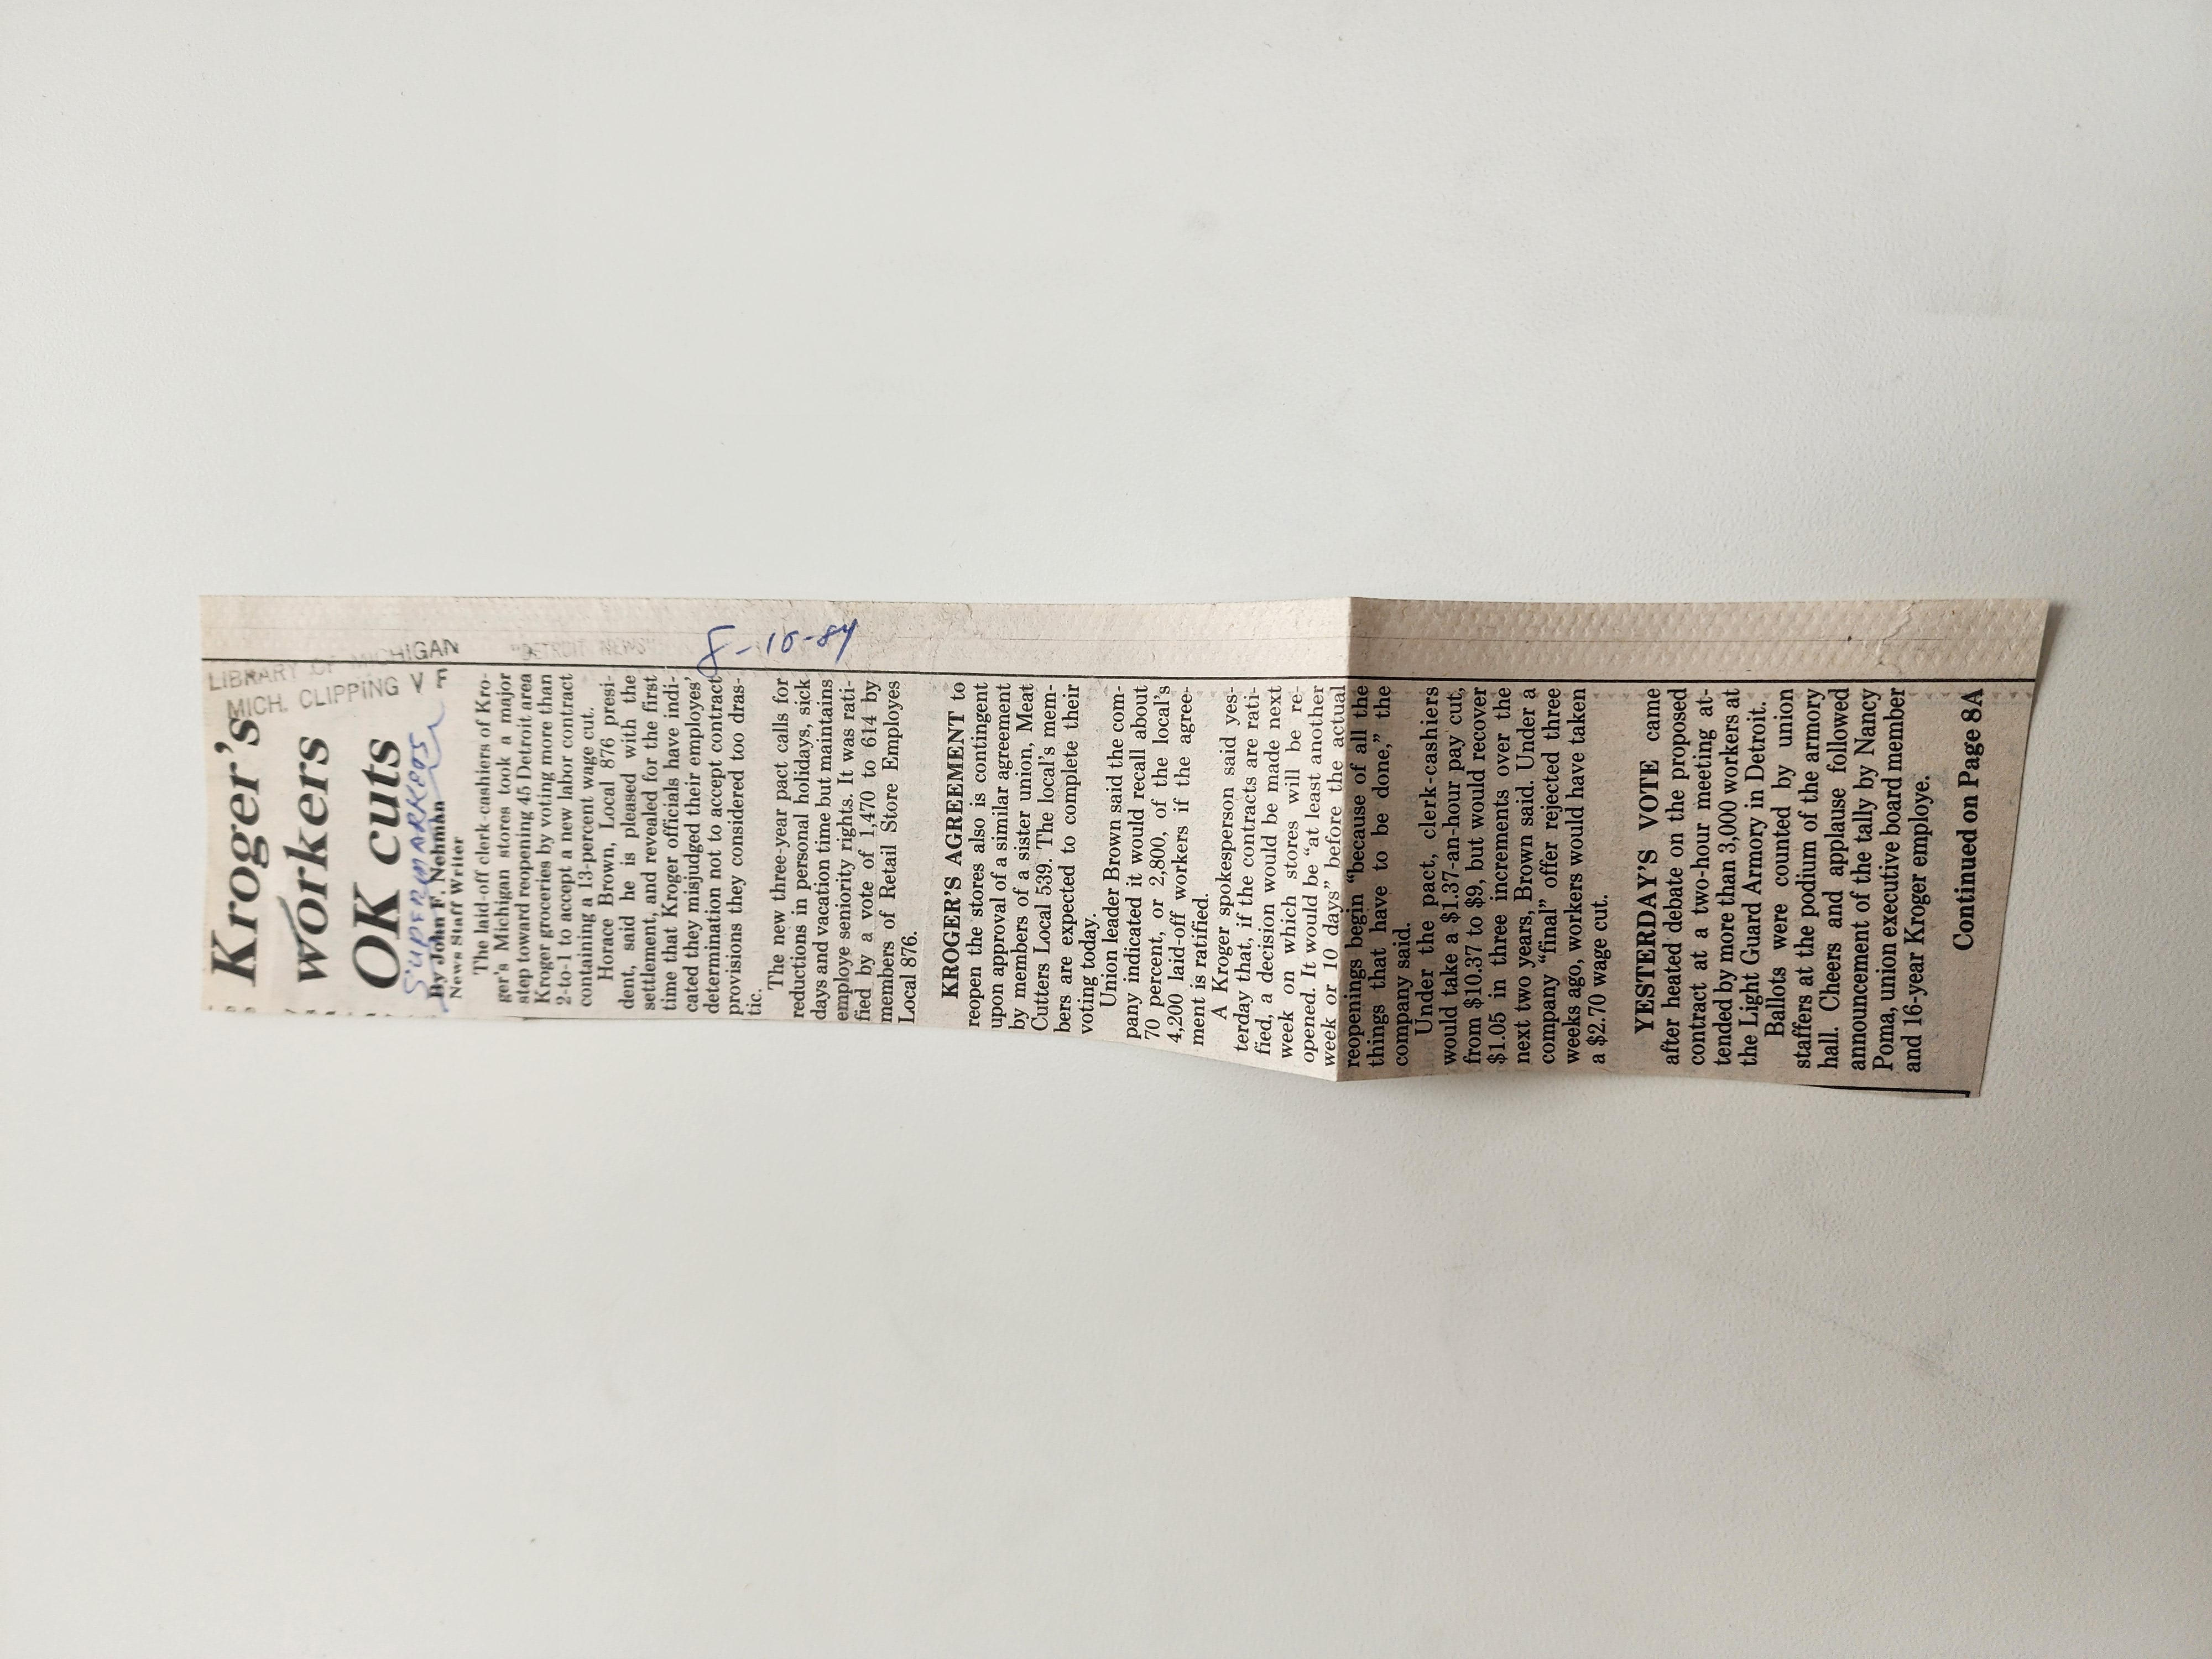 LIBRARY OF MICHIGAN
MICH. CLIPPING V F
"DETROIT NEWS"
Kroger's
workers
OK cuts
SUPERMARKETS
By John F. Nehman
News Staff Writer
The laid-off clerk-cashiers of Kro-
ger's Michigan stores took a major
step toward reopening 45 Detroit area
Kroger groceries by voting more than
2-to-1 to accept a new labor contract
containing a 13-percent wage cut.
Horace Brown, Local 876 presi-
dent, said he is pleased with the
settlement, and revealed for the first
time that Kroger officials have indi-
cated they misjudged their employes'
determination not to accept contract
provisions they considered too dras-
tic.
The new three-year pact calls for
reductions in personal holidays, sick
days and vacation time but maintains
employe seniority rights. It was rati-
fied by a vote of 1,470 to 614 by
members of Retail Store Employes
Local 876.
KROGER'S AGREEMENT to
reopen the stores also is contingent
upon approval of a similar agreement
by members of a sister union, Meat
Cutters Local 539. The local's mem-
bers are expected to complete their
voting today.
Union leader Brown said the com-
pany indicated it would recall about
70 percent, or 2,800, of the local's
4,200 laid-off workers if the agree-
ment is ratified.
A Kroger spokesperson said yes-
terday that, if the contracts are rati-
fied, a decision would be made next
week on which stores will be re-
opened. It would be "at least another
week or 10 days" before the actual
reopenings begin "because of all the
things that have to be done," the
company said.
Under the pact, clerk-cashiers
would take a $1.37-an-hour pay cut,
from $10.37 to $9, but would recover
$1.05 in three increments over the
next two years, Brown said. Under a
company "final" offer rejected three
weeks ago, workers would have taken
a $2.70 wage cut.
YESTERDAY'S VOTE came
after heated debate on the proposed
contract at a two-hour meeting at-
tended by more than 3,000 workers at
the Light Guard Armory in Detroit.
Ballots were counted by union
staffers at the podium of the armory
hall. Cheers and applause followed
announcement of the tally by Nancy
Poma, union executive board member
and 16-year Kroger employe.
Continued on Page 8A